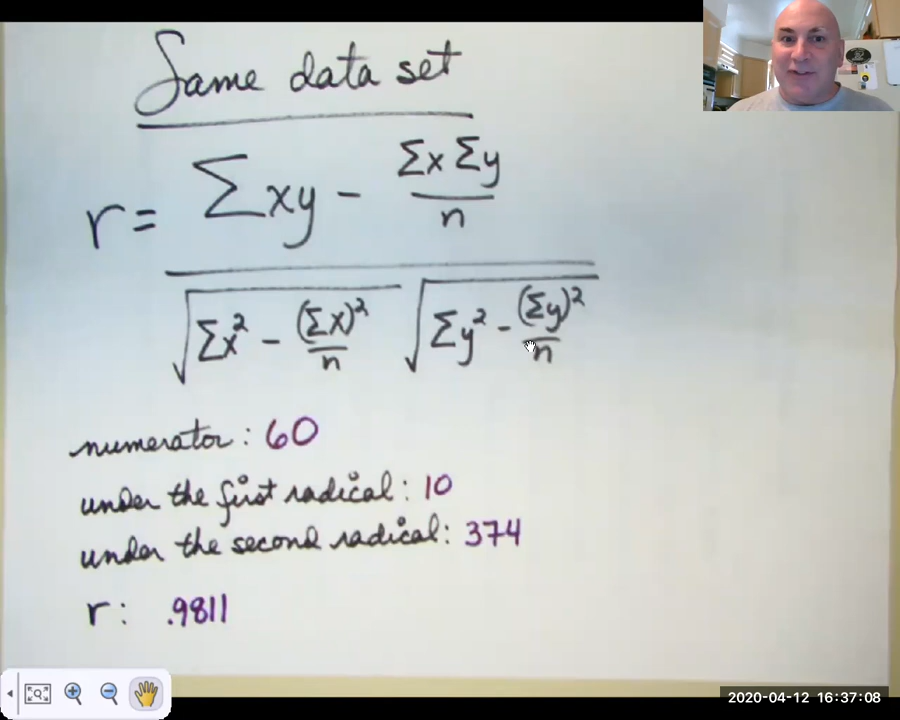 Same data set
r = Σxy - ΣxΣy/n
√Σx² - (Σx)²/n √Σy² - (Σy)²/n
numerator: 60
under the first radical: 10
under the second radical: 374
r: .9811
2020-04-12 16:37:08